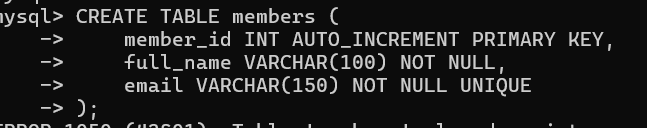 mysql> CREATE TABLE members (
    ->     member_id INT AUTO_INCREMENT PRIMARY KEY,
    ->     full_name VARCHAR(100) NOT NULL,
    ->     email VARCHAR(150) NOT NULL UNIQUE
    -> );